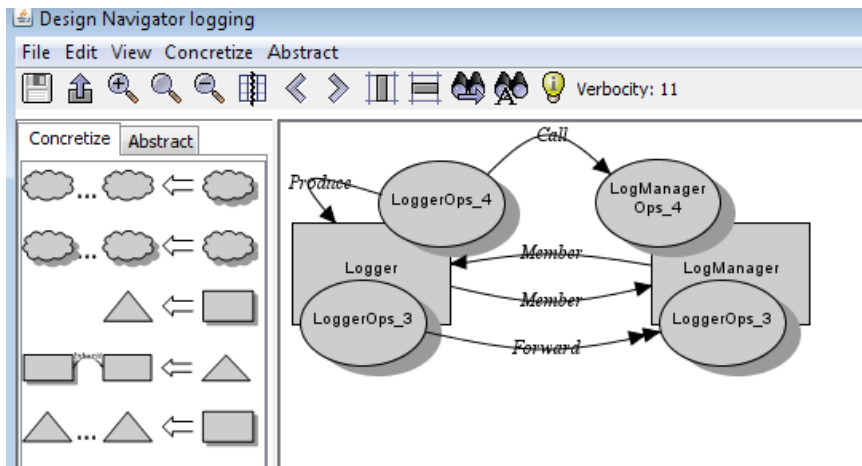 Design Navigator logging
File Edit View Concretize Abstract
Verbocity: 11
Concretize Abstract
...
...
Inherit
...
Call
Produce
LoggerOps_4
LogManager
Ops_4
Member
Logger
LogManager
Member
LoggerOps_3
LoggerOps_3
Forward